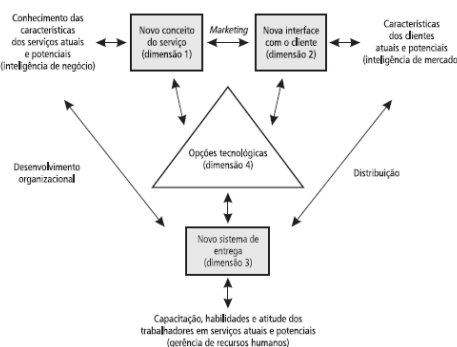 Conhecimento das
características
dos serviços atuais
e potenciais
(inteligência de negócio)
Novo conceito
do serviço
(dimensão 1)
Marketing
Nova interface
com o cliente
(dimensão 2)
Características
dos clientes
atuais e potenciais
(inteligência de mercado
Opções tecnológicas
(dimensão 4)
Desenvolvimento
organizacional
Distribuição
Novo sistema de
entrega
(dimensão 3)
Capacitação, habilidades e atitude dos
trabalhadores em serviços atuais e potenciais
(gerência de recursos humanos)